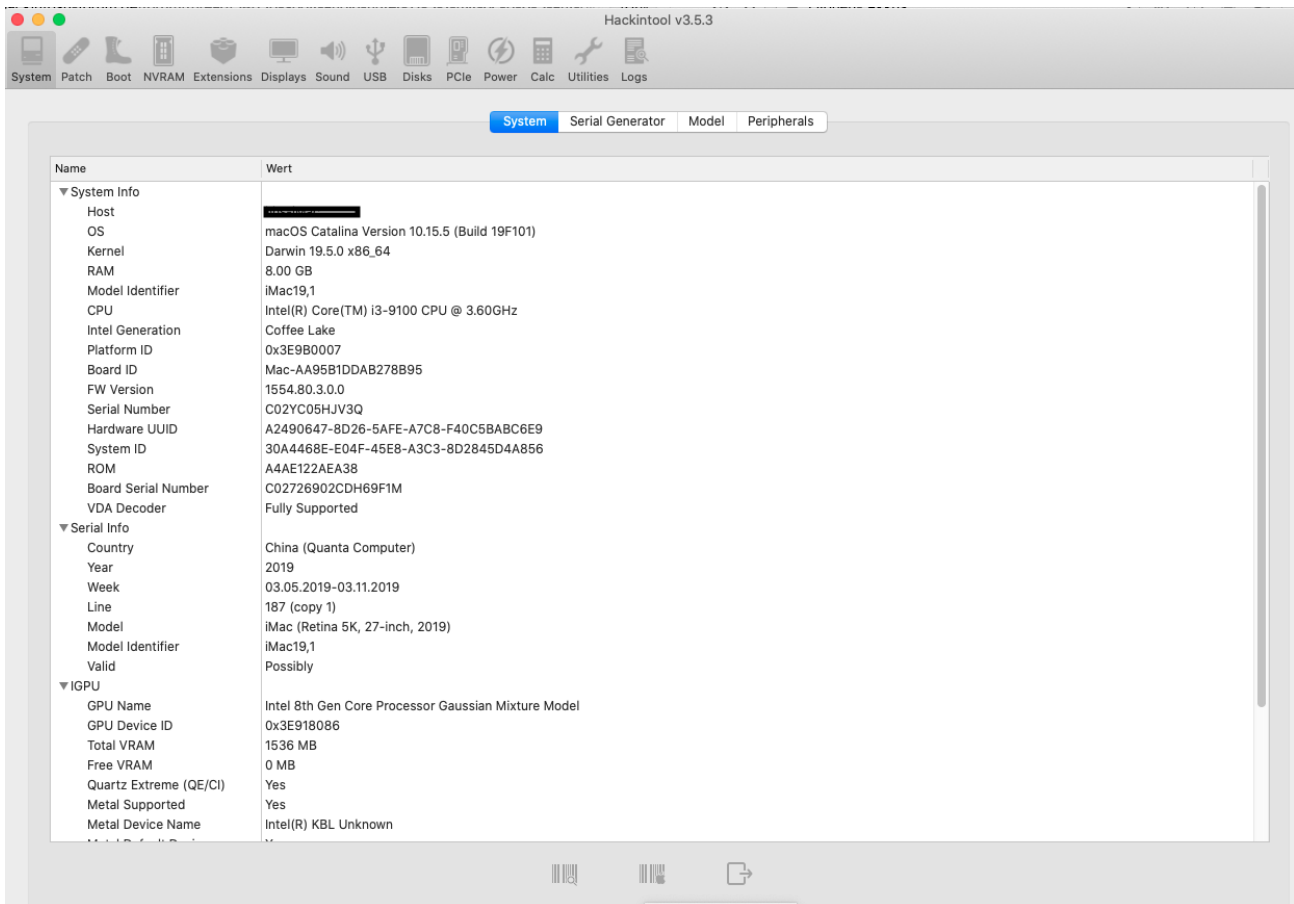 Hackintool v3.5.3
System Patch Boot NVRAM Extensions Displays Sound USB Disks PCIe Power Calc Utilities Logs
System Serial Generator Model Peripherals
Name Wert
System Info
Host
OS macOS Catalina Version 10.15.5 (Build 19F101)
Kernel Darwin 19.5.0 x86_64
RAM 8.00 GB
Model Identifier iMac19,1
CPU Intel(R) Core(TM) i3-9100 CPU @ 3.60GHz
Intel Generation Coffee Lake
Platform ID 0x3E9B0007
Board ID Mac-AA95B1DDAB278B95
FW Version 1554.80.3.0.0
Serial Number C02YC05HJV3Q
Hardware UUID A2490647-8D26-5AFE-A7C8-F40C5BABC6E9
System ID 30A4468E-E04F-45E8-A3C3-8D2845D4A856
ROM A4AE122AEA38
Board Serial Number C02726902CDH69F1M
VDA Decoder Fully Supported
Serial Info
Country China (Quanta Computer)
Year 2019
Week 03.05.2019-03.11.2019
Line 187 (copy 1)
Model iMac (Retina 5K, 27-inch, 2019)
Model Identifier iMac19,1
Valid Possibly
IGPU
GPU Name Intel 8th Gen Core Processor Gaussian Mixture Model
GPU Device ID 0x3E918086
Total VRAM 1536 MB
Free VRAM 0 MB
Quartz Extreme (QE/CI) Yes
Metal Supported Yes
Metal Device Name Intel(R) KBL Unknown